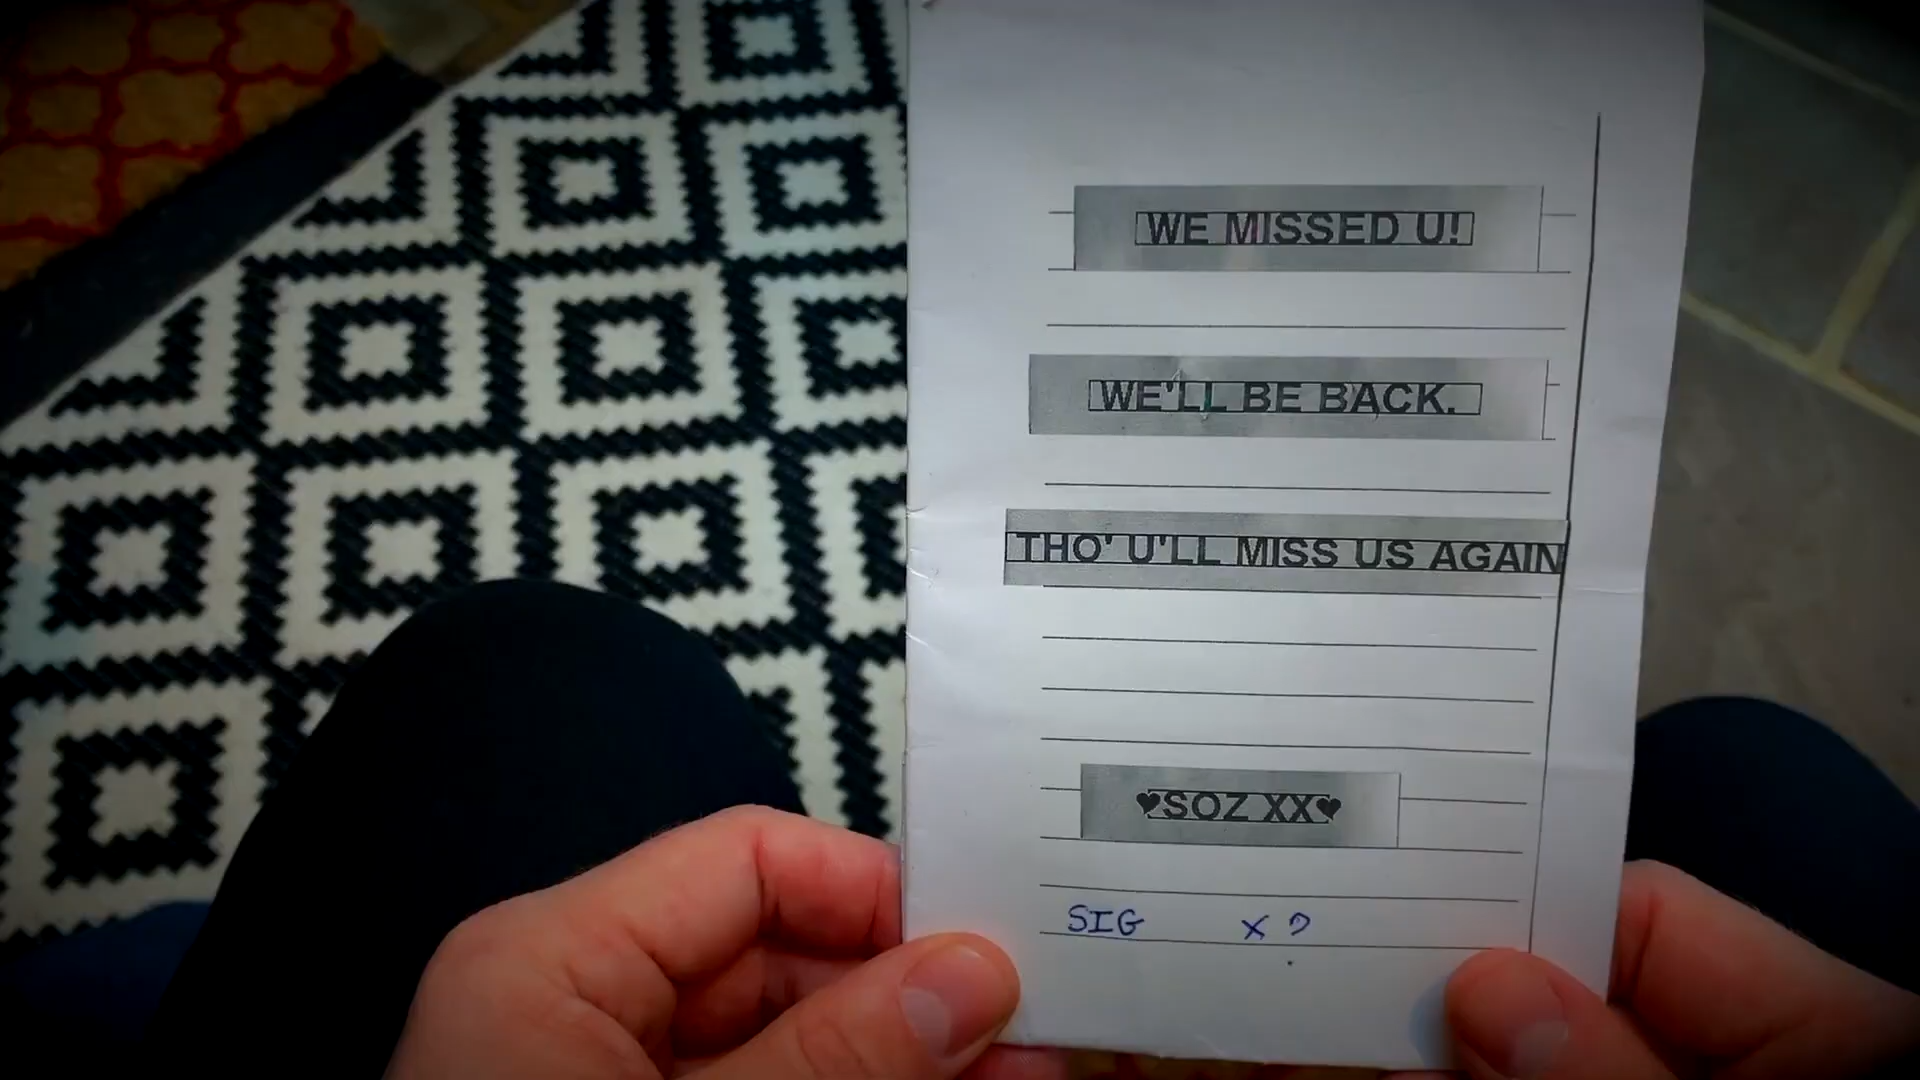 WE MISSED U!
WE'LL BE BACK.
THO' U'LL MISS US AGAIN
♥SOZ XX♥
SIG X ?